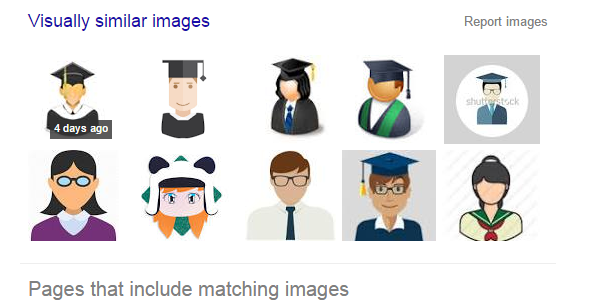 Visually similar images
Report images
4 days ago
shutterstock
Pages that include matching images